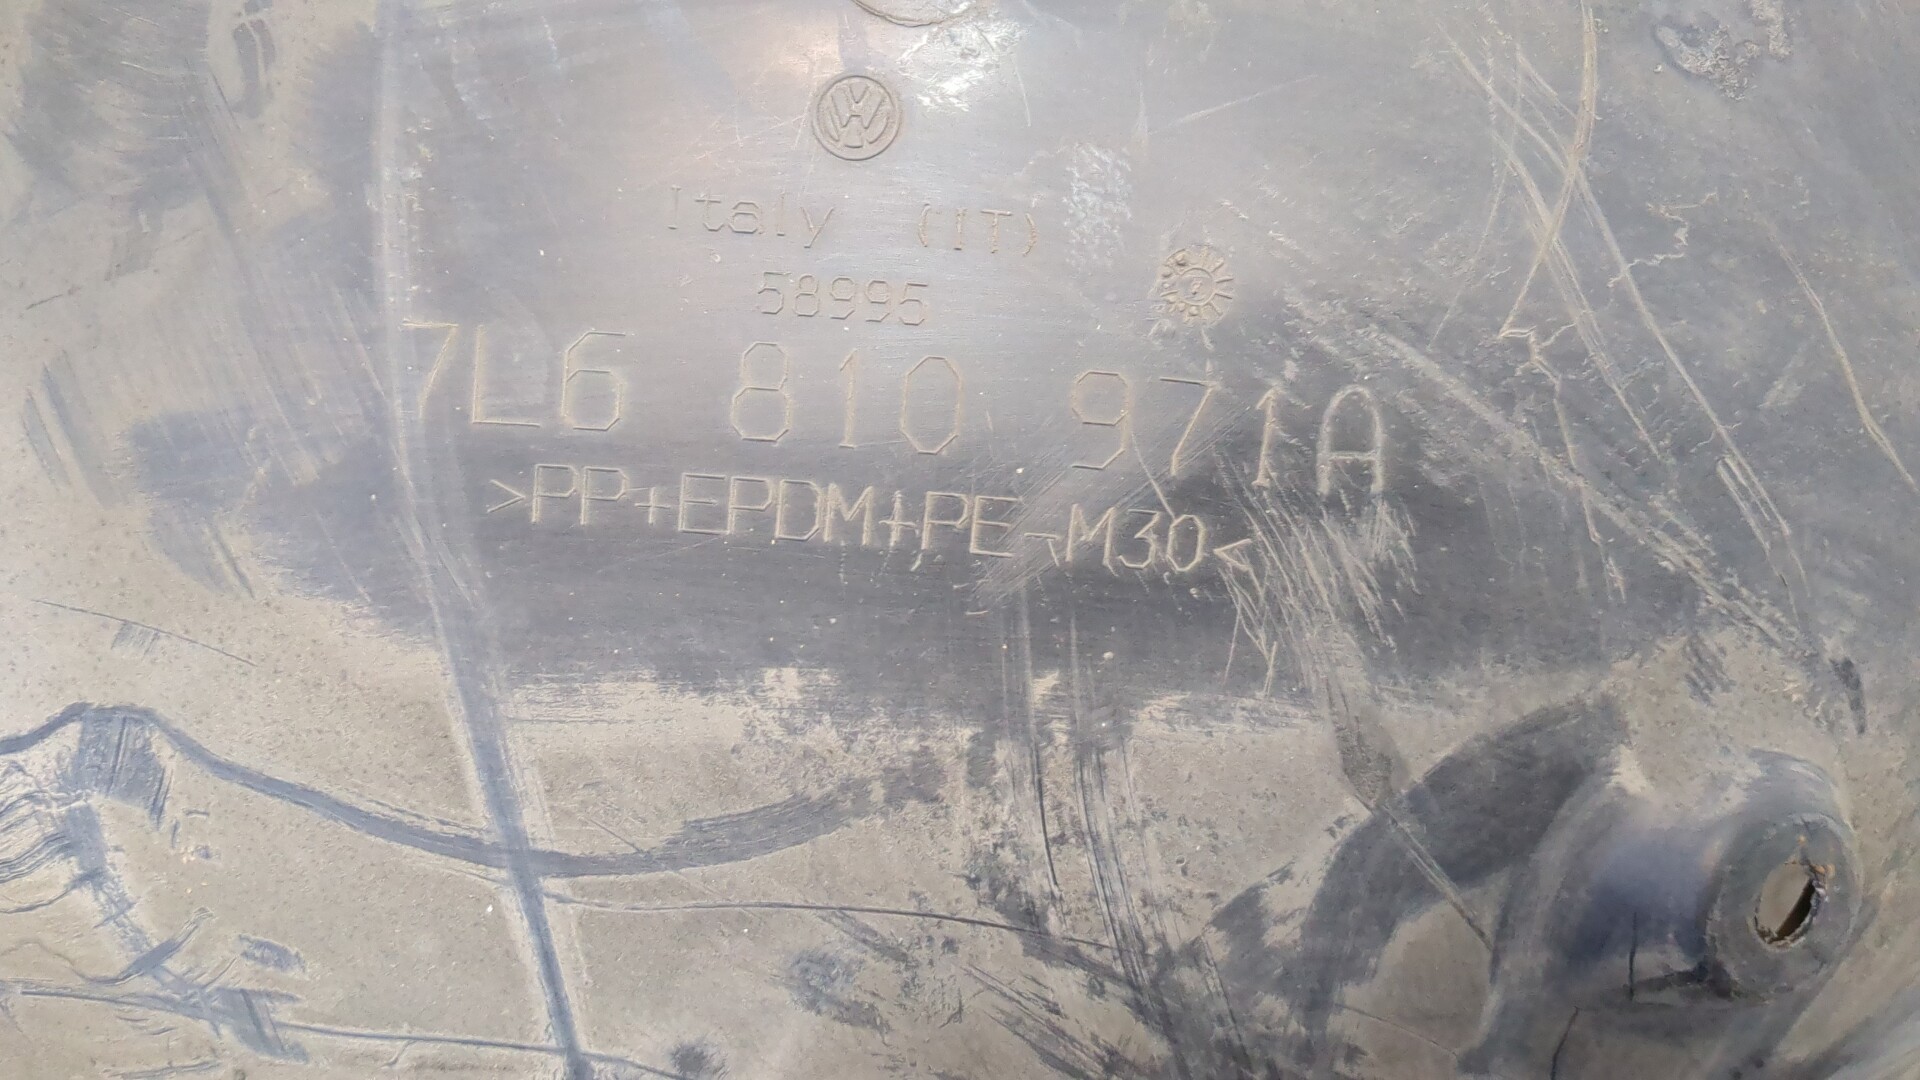 Italy (IT)
58995
7L6 810 971A
>PP+EPDM+PE-M30<